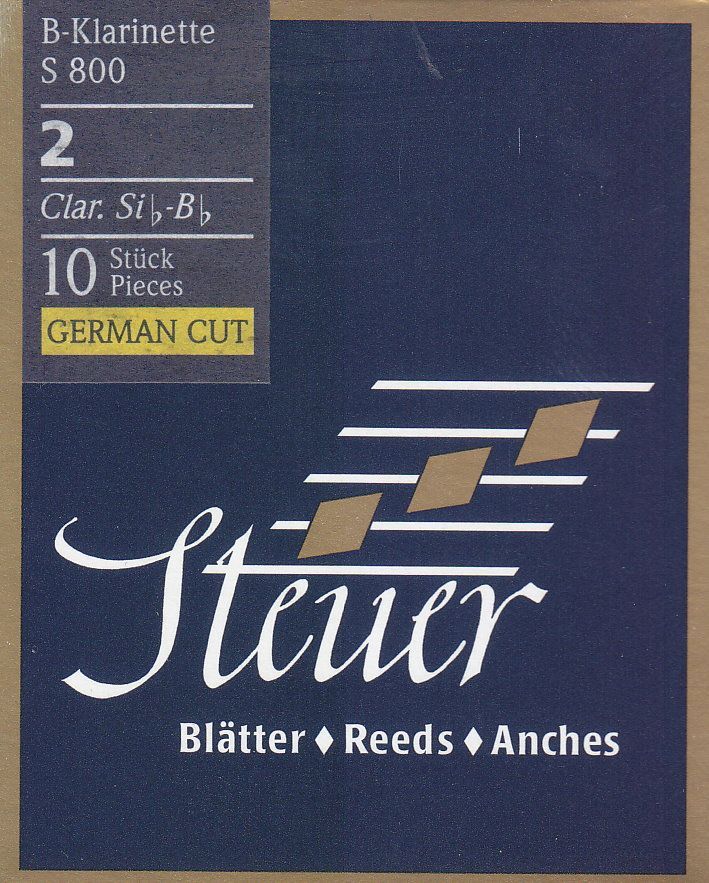 B-Klarinette
S 800
2
Clar. Si♭-B♭
10 Stück
Pieces
GERMAN CUT
Steuer
Blätter ♦ Reeds ♦ Anches